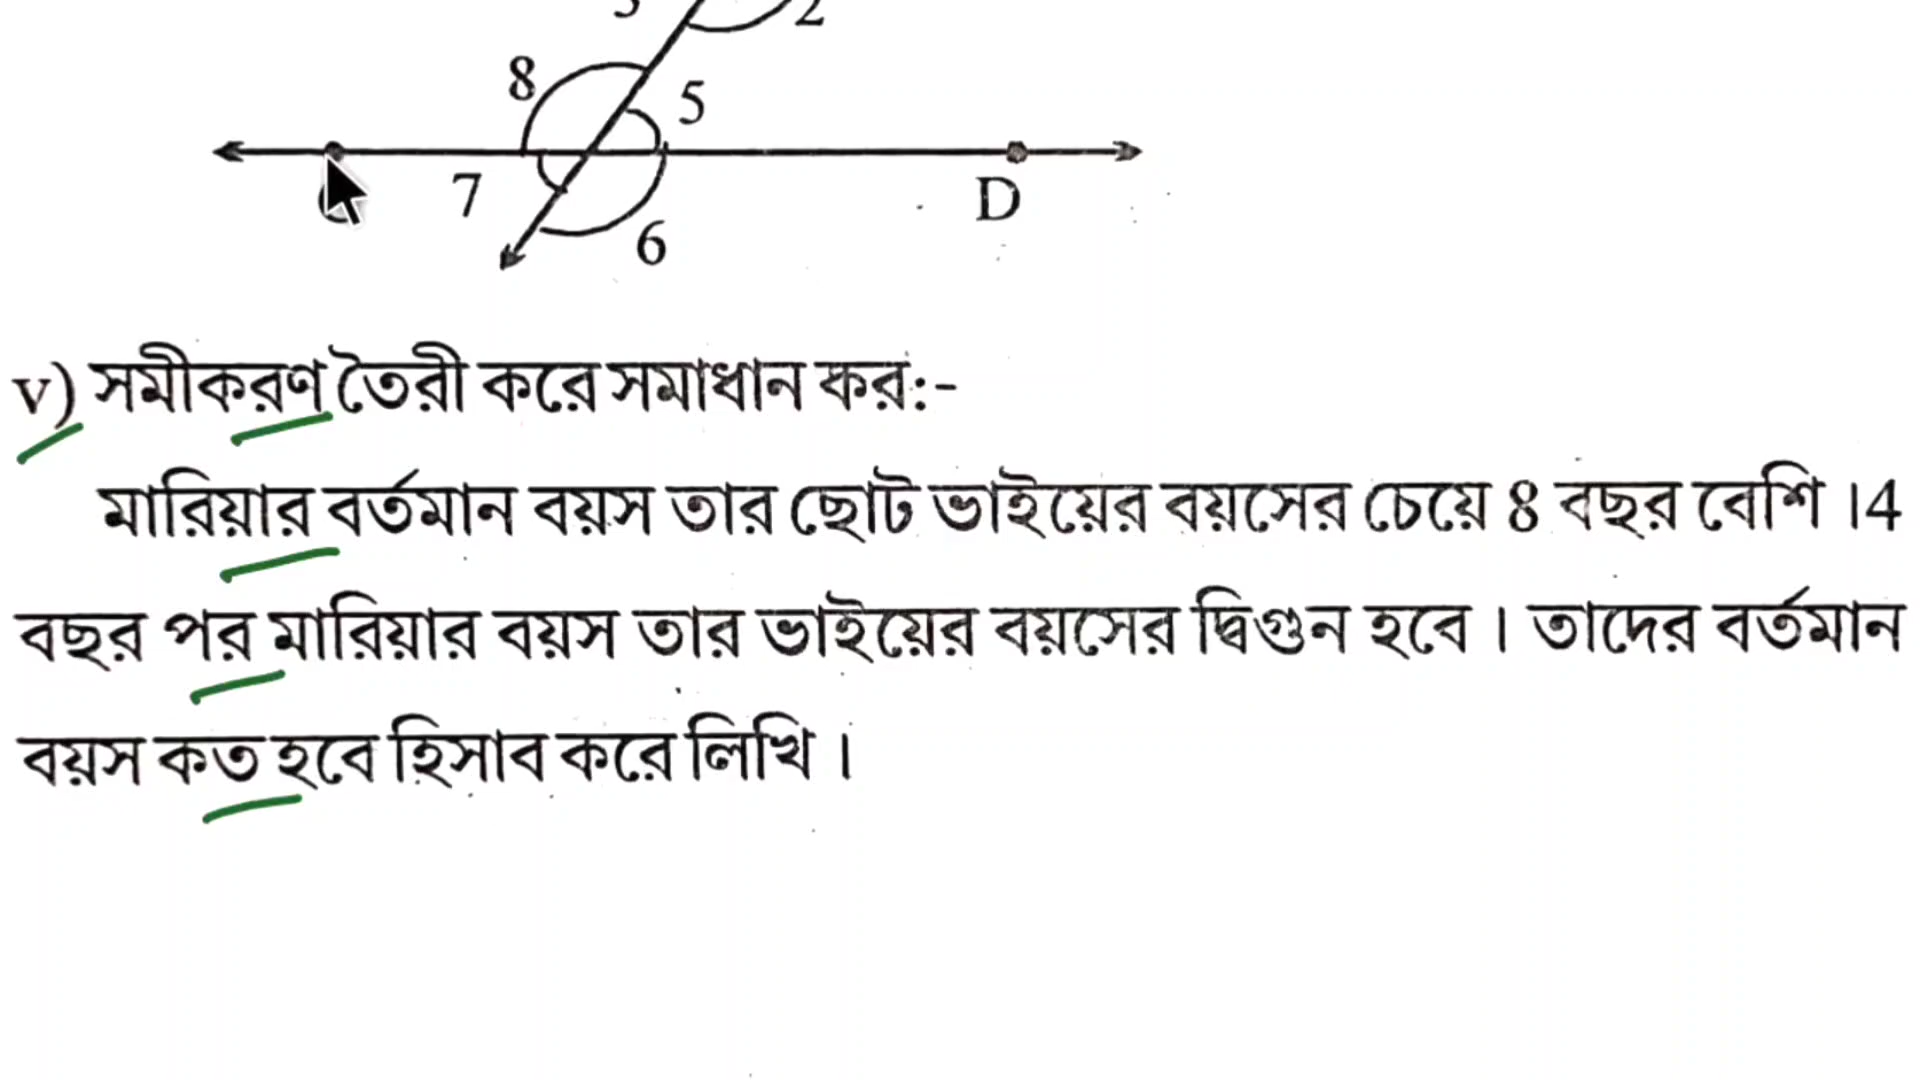 2
8
5
7
D
6
v) সমীকরণ তৈরী করে সমাধান কর:-
মারিয়ার বর্তমান বয়স তার ছোট ভাইয়ের বয়সের চেয়ে 8 বছর বেশি ।4
বছর পর মারিয়ার বয়স তার ভাইয়ের বয়সের দ্বিগুন হবে । তাদের বর্তমান
বয়স কত হবে হিসাব করে লিখি ।